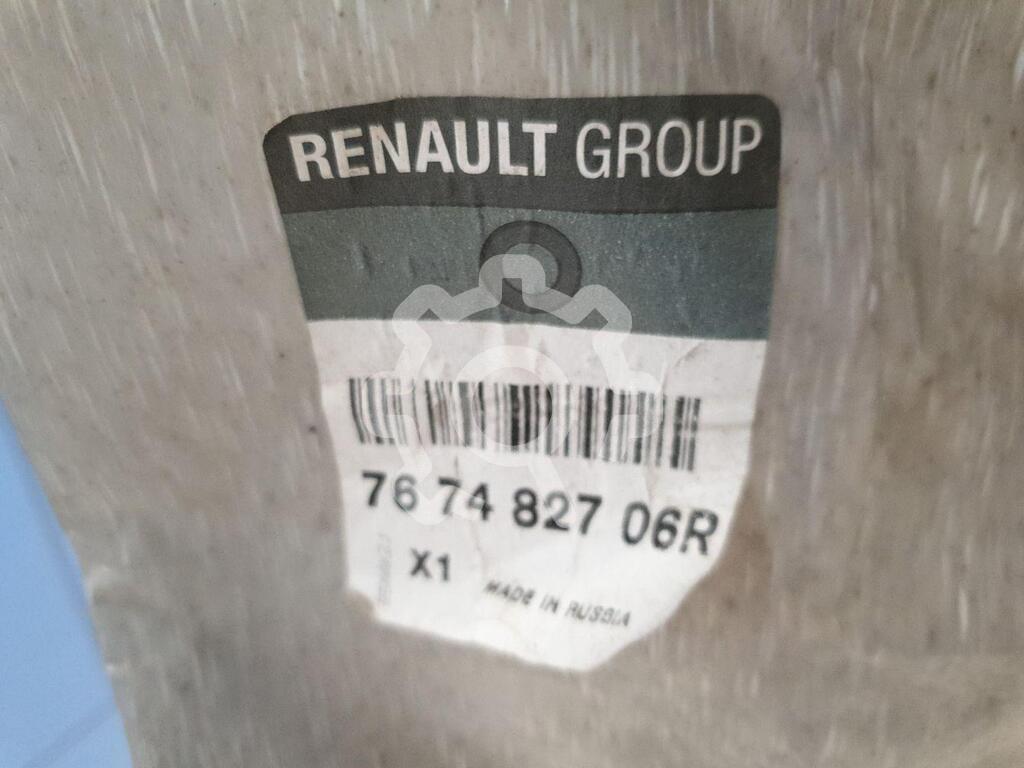 RENAULT GROUP
76 74 827 06R
X1
MADE IN RUSSIA